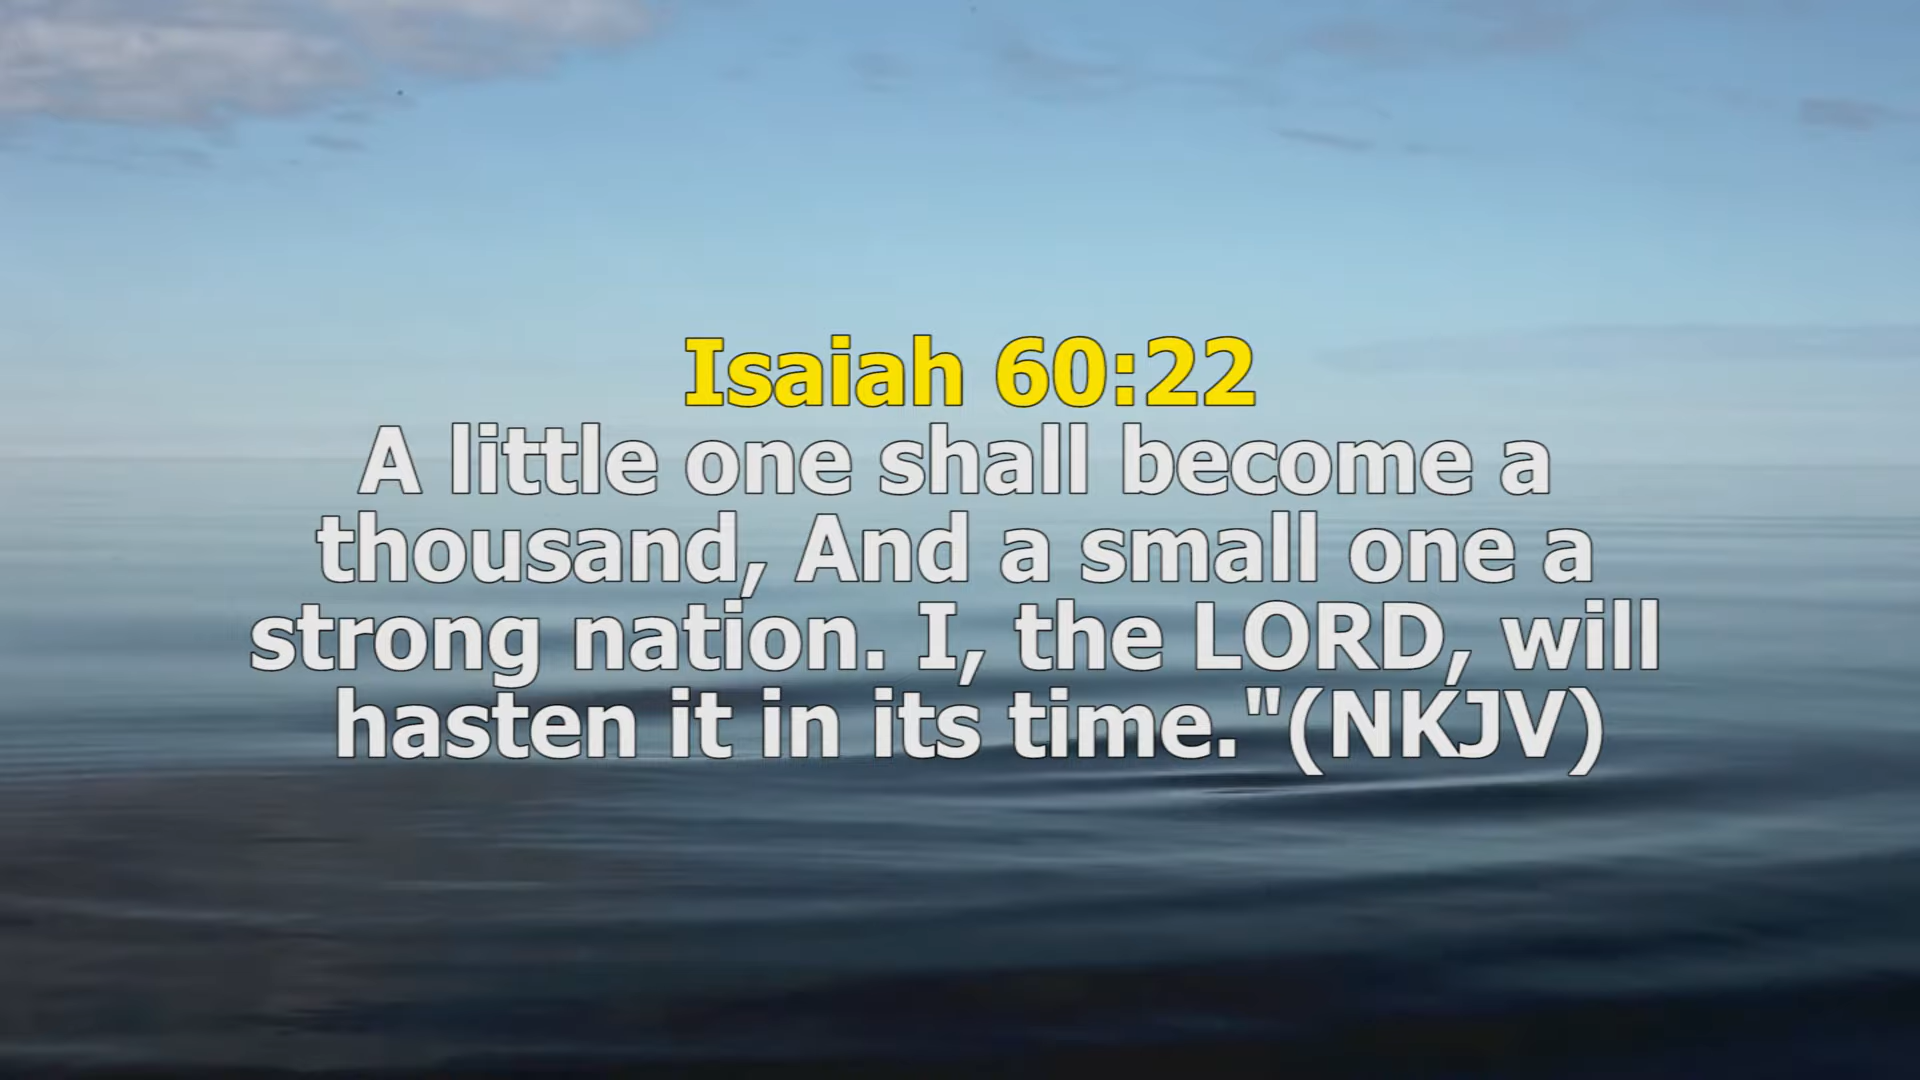 Isaiah 60:22
A little one shall become a
thousand, And a small one a
strong nation. I, the LORD, will
hasten it in its time."(NKJV)